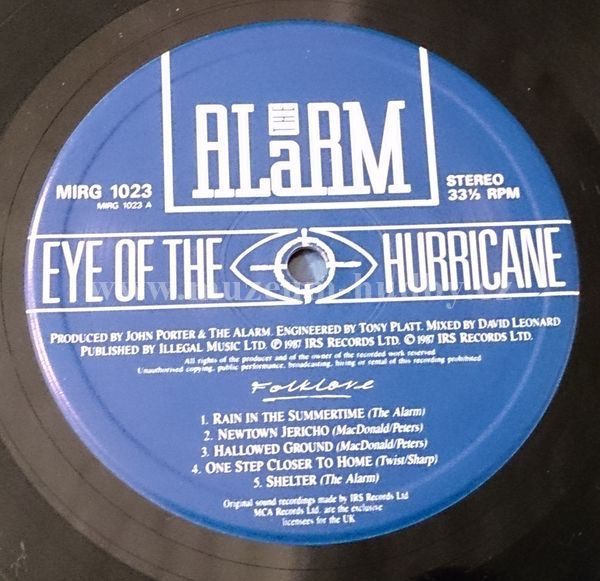 THE
ALaRM
MIRG 1023
MIRG 1023 A
STEREO
33⅓ RPM
EYE OF THE HURRICANE
www.muzeum-hudby.cz
PRODUCED BY JOHN PORTER & THE ALARM. ENGINEERED BY TONY PLATT. MIXED BY DAVID LEONARD
PUBLISHED BY ILLEGAL MUSIC LTD. ℗ 1987 IRS RECORDS LTD. © 1987 IRS RECORDS LTD.
All rights of the producer and of the owner of the recorded work reserved
Unauthorised copying, public performance, broadcasting, hiring or rental of this recording prohibited
Folklore
1. RAIN IN THE SUMMERTIME (The Alarm)
2. NEWTOWN JERICHO (MacDonald/Peters)
3. HALLOWED GROUND (MacDonald/Peters)
4. ONE STEP CLOSER TO HOME (Twist/Sharp)
5. SHELTER (The Alarm)
Original sound recordings made by IRS Records Ltd
MCA Records Ltd. are the exclusive
licensees for the UK